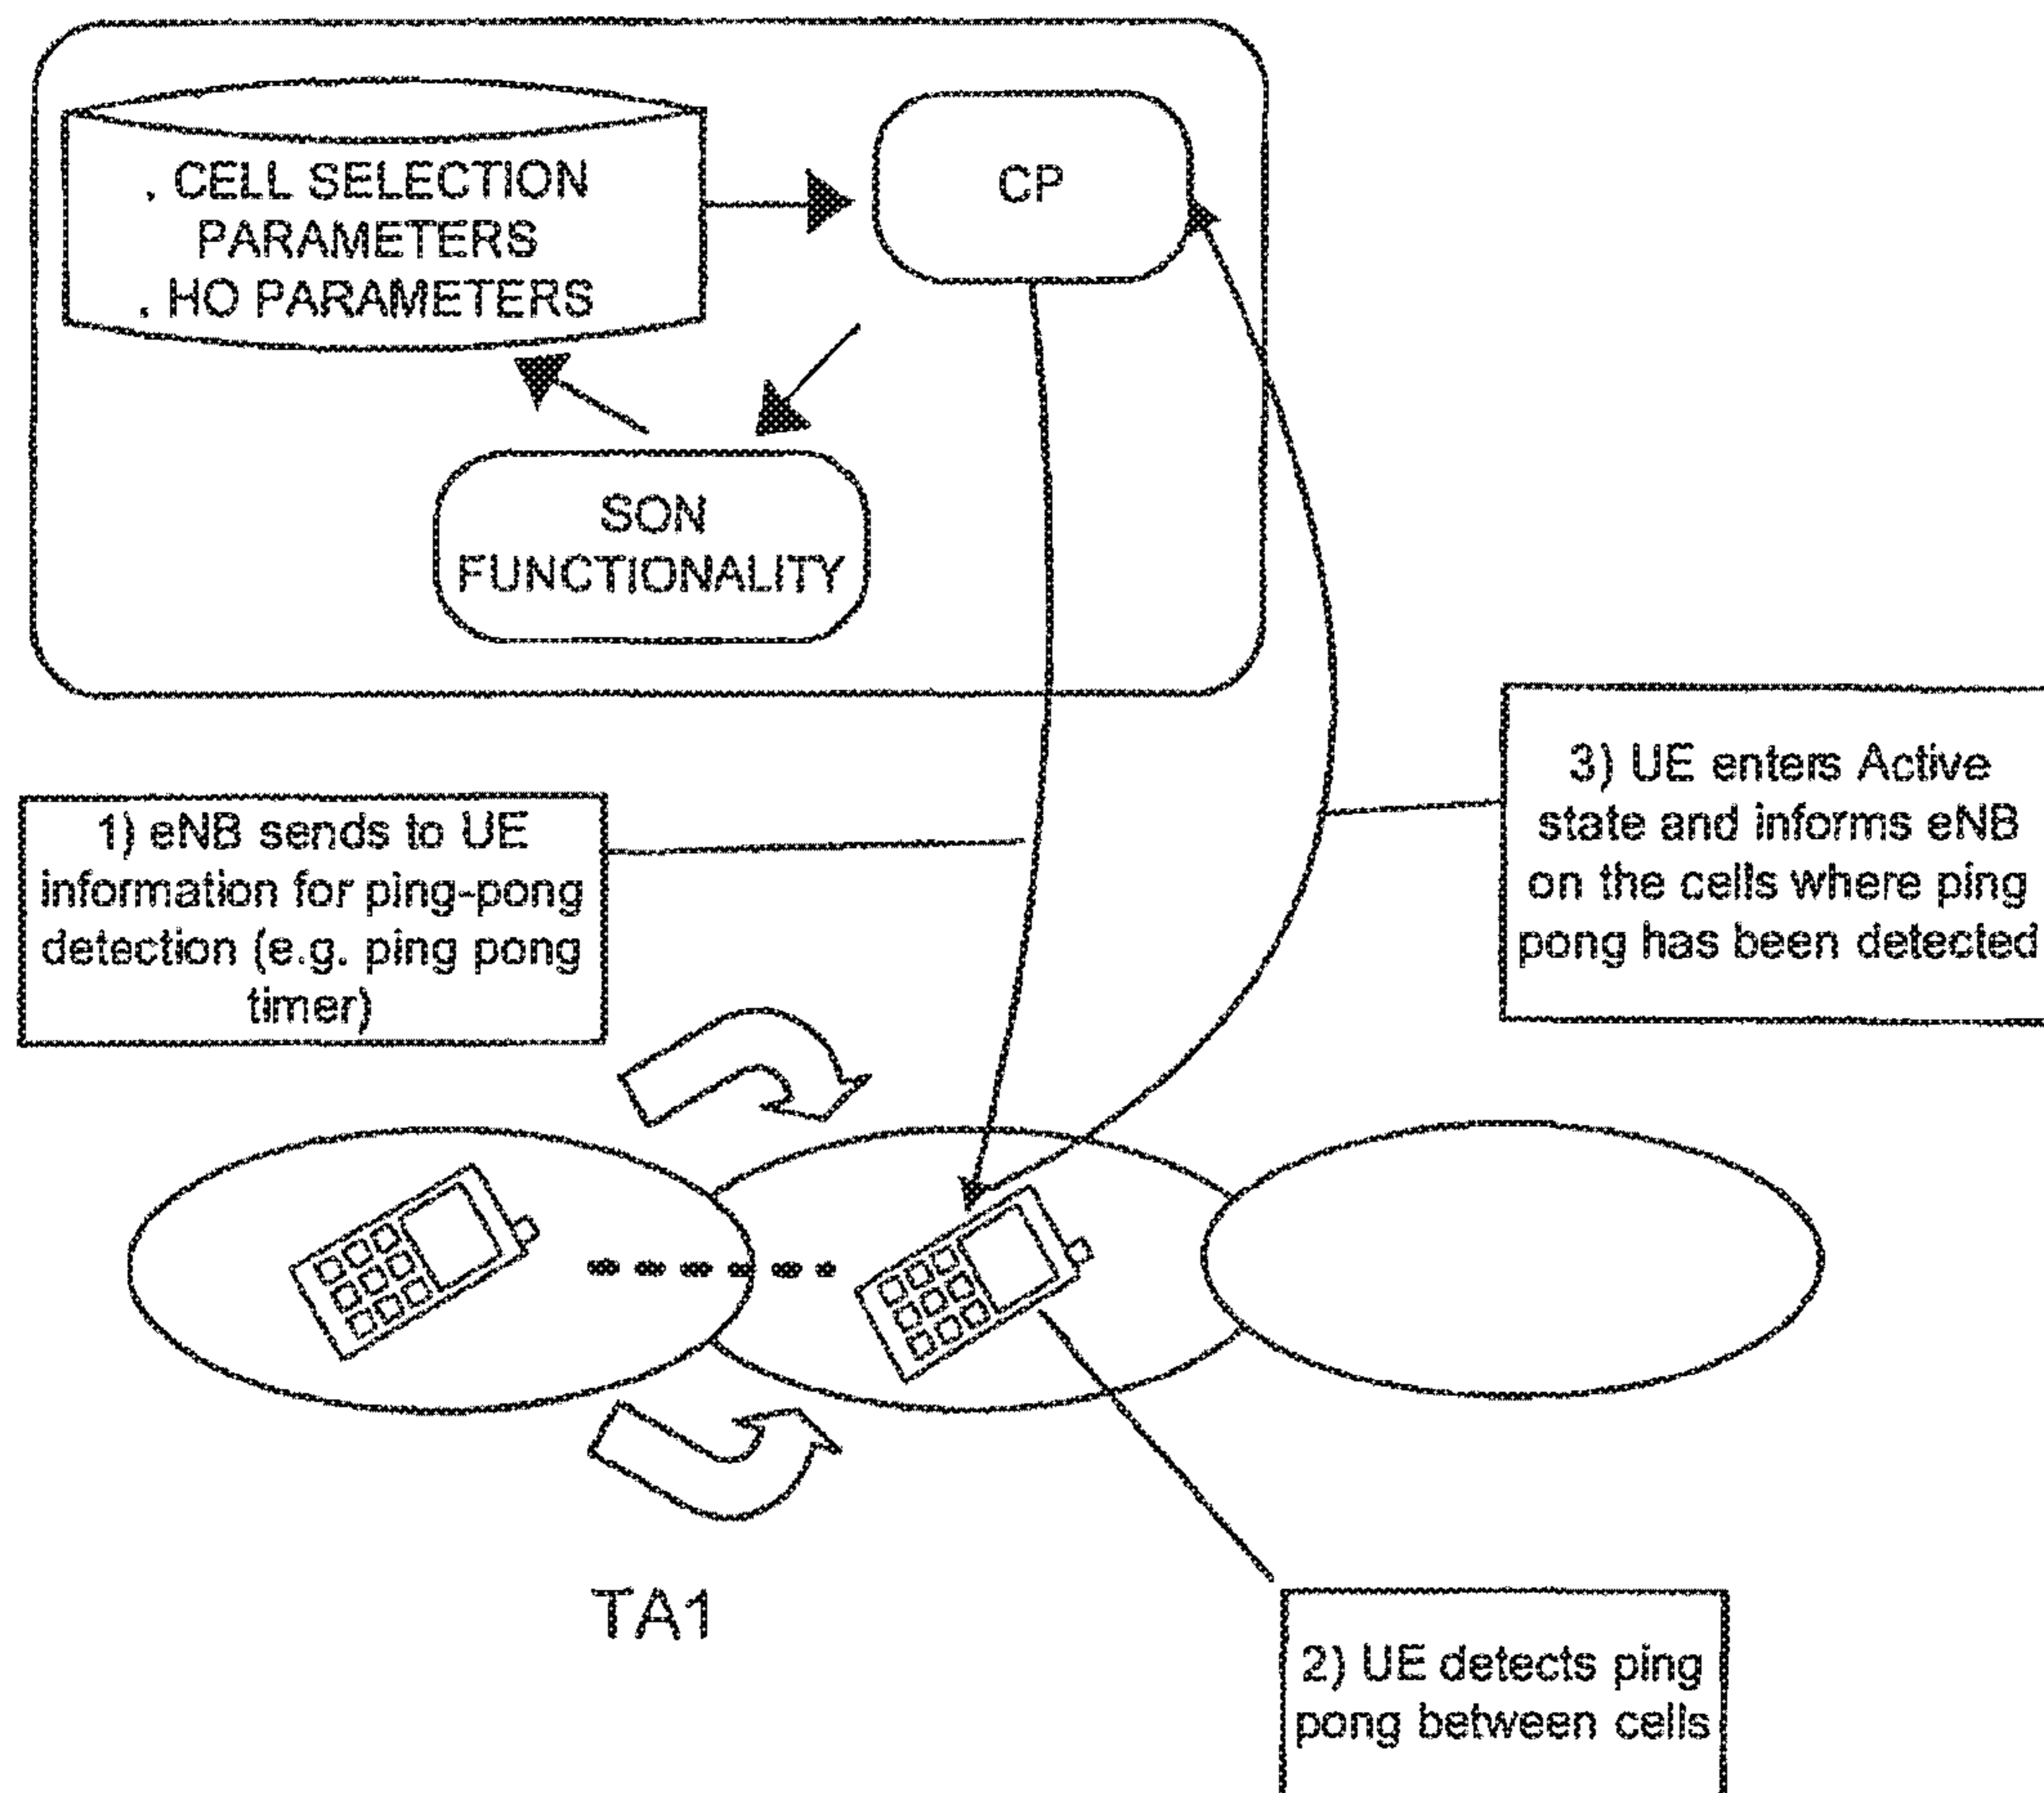 . CELL SELECTION
PARAMETERS
. HO PARAMETERS
CP
SON
FUNCTIONALITY
1) eNB sends to UE
information for ping-pong
detection (e.g. ping pong
timer)
3) UE enters Active
state and informs eNB
on the cells where ping
pong has been detected
TA1
2) UE detects ping
pong between cells